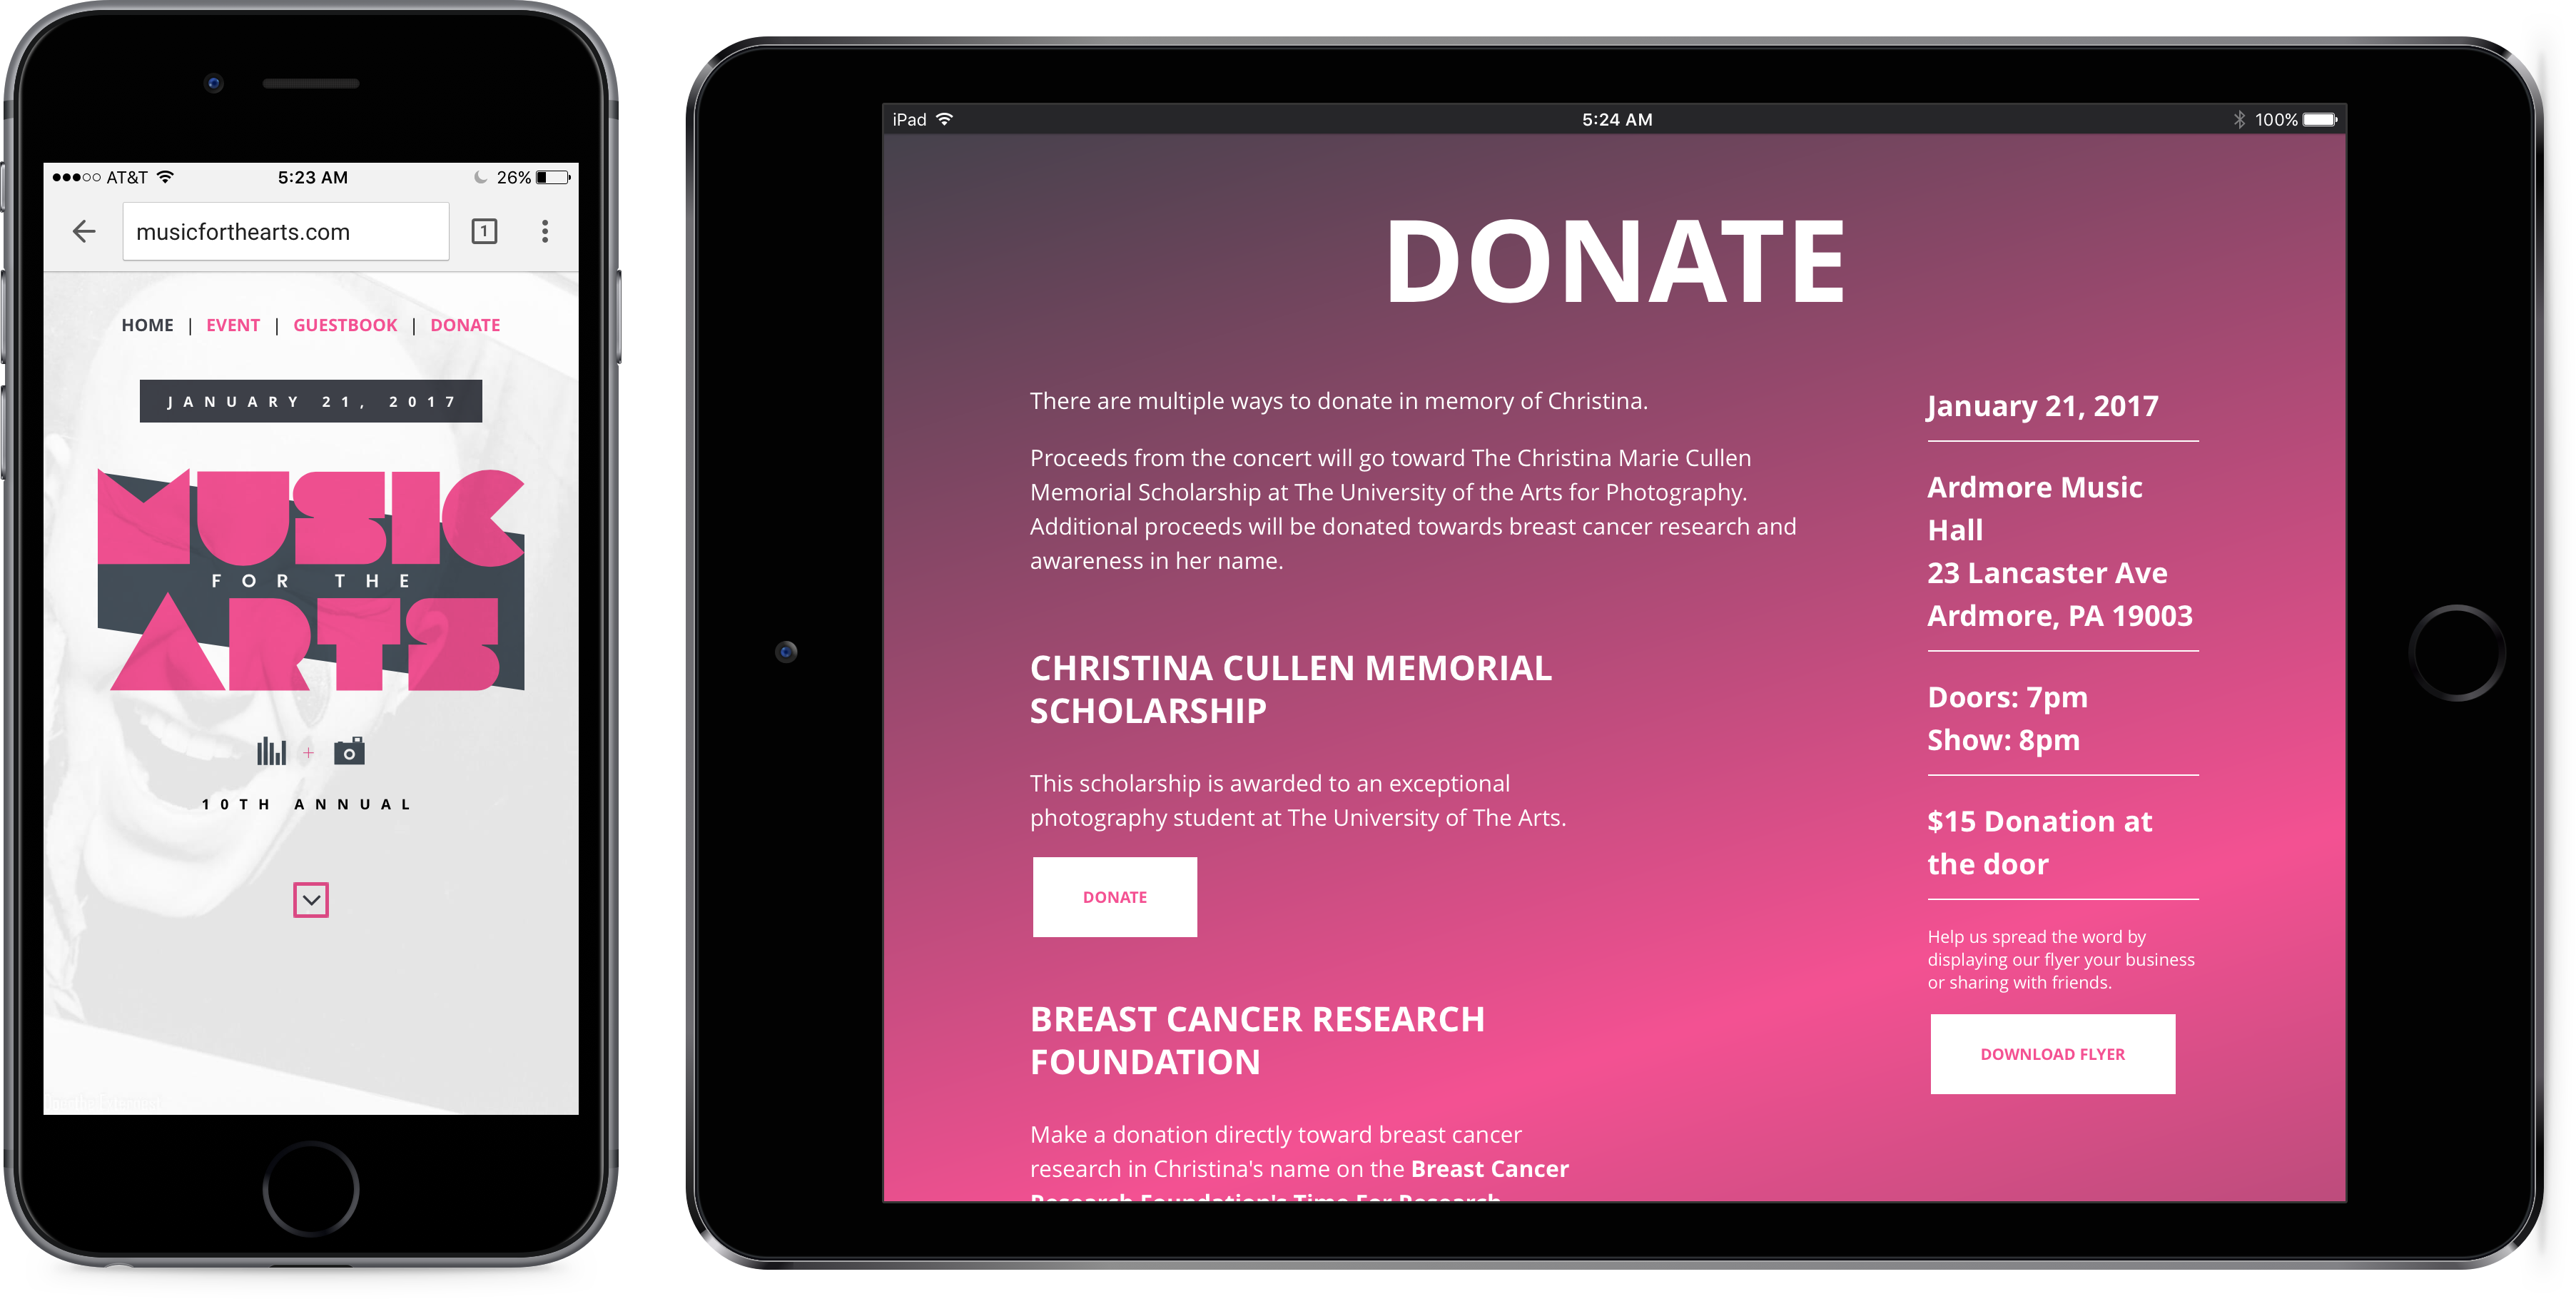 AT&T 5:23 AM 26%
musicforthearts.com 1
HOME | EVENT | GUESTBOOK | DONATE
JANUARY 21, 2017
MUSIC
FOR THE
ARTS
+
10TH ANNUAL
iPad 5:24 AM 100%
DONATE
There are multiple ways to donate in memory of Christina.
Proceeds from the concert will go toward The Christina Marie Cullen
Memorial Scholarship at The University of the Arts for Photography.
Additional proceeds will be donated towards breast cancer research and
awareness in her name.
CHRISTINA CULLEN MEMORIAL
SCHOLARSHIP
This scholarship is awarded to an exceptional
photography student at The University of The Arts.
DONATE
BREAST CANCER RESEARCH
FOUNDATION
Make a donation directly toward breast cancer
research in Christina's name on the Breast Cancer
Research Foundation's Time For Research
January 21, 2017
Ardmore Music
Hall
23 Lancaster Ave
Ardmore, PA 19003
Doors: 7pm
Show: 8pm
$15 Donation at
the door
Help us spread the word by
displaying our flyer your business
or sharing with friends.
DOWNLOAD FLYER